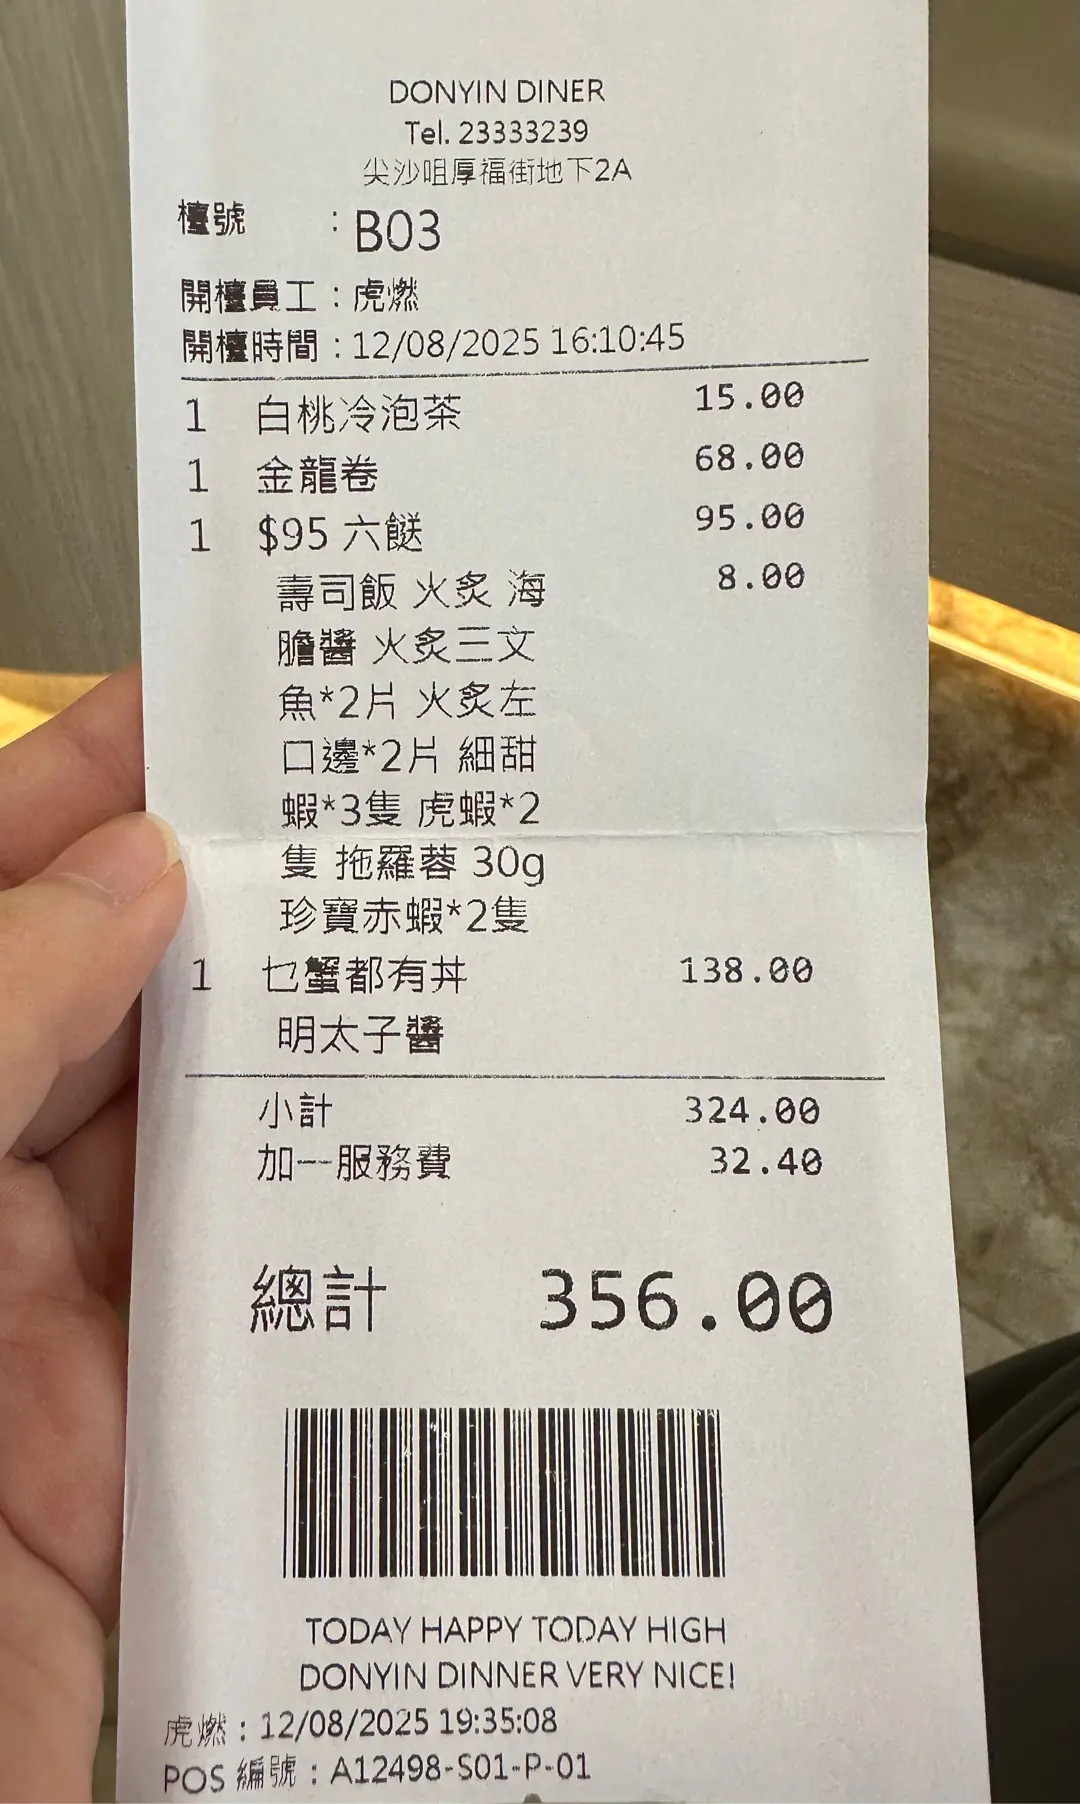 DONYIN DINER
Tel. 23333239
尖沙咀厚福街地下2A
檯號 : B03
開檯員工 : 虎燃
開檯時間 : 12/08/2025 16:10:45
1 白桃冷泡茶 15.00
1 金龍卷 68.00
1 $95 六餸 95.00
壽司飯 火炙 海 8.00
膽醬 火炙三文
魚*2片 火炙左
口邊*2片 細甜
蝦*3隻 虎蝦*2
隻 拖羅蓉 30g
珍寶赤蝦*2隻
1 乜蟹都有丼 138.00
明太子醬
小計 324.00
加一服務費 32.40
總計 356.00
TODAY HAPPY TODAY HIGH
DONYIN DINNER VERY NICE!
虎燃 : 12/08/2025 19:35:08
POS 編號 : A12498-S01-P-01